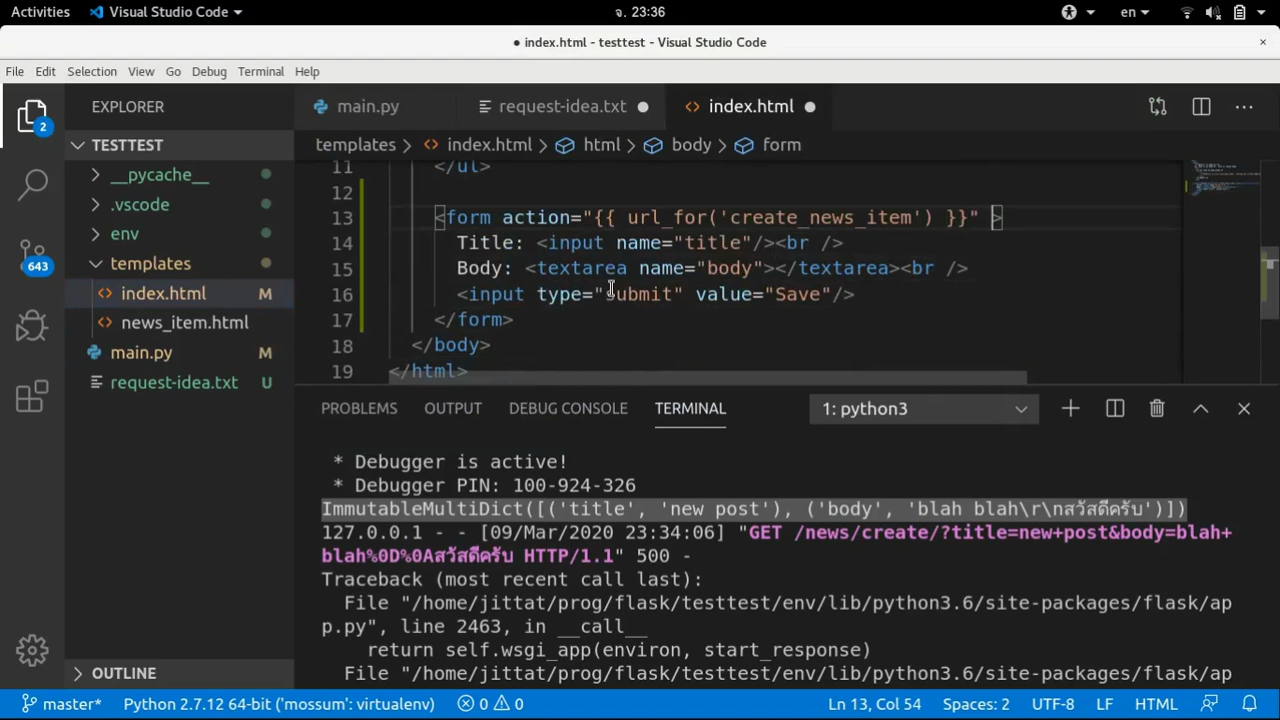 Activities Visual Studio Code จ. 23:36 en
● index.html - testtest - Visual Studio Code ×
File Edit Selection View Go Debug Terminal Help
EXPLORER main.py request-idea.txt index.html ···
2
TESTTEST templates > index.html > html > body > form
__pycache__ 11 </ul>
.vscode 12
env 13 <form action="{{ url_for('create_news_item') }}" >
643 templates 14 Title: <input name="title"/><br />
index.html M 15 Body: <textarea name="body"></textarea><br />
news_item.html 16 <input type="submit" value="Save"/>
main.py M 17 </form>
request-idea.txt U 18 </body>
19 </html>
PROBLEMS OUTPUT DEBUG CONSOLE TERMINAL 1: python3
* Debugger is active!
* Debugger PIN: 100-924-326
ImmutableMultiDict([('title', 'new post'), ('body', 'blah blah\r\nสวัสดีครับ')])
127.0.0.1 - - [09/Mar/2020 23:34:06] "GET /news/create/?title=new+post&body=blah+
blah%0D%0Aสวัสดีครับ HTTP/1.1" 500 -
Traceback (most recent call last):
File "/home/jittat/prog/flask/testtest/env/lib/python3.6/site-packages/flask/ap
p.py", line 2463, in __call__
return self.wsgi_app(environ, start_response)
OUTLINE File "/home/jittat/prog/flask/testtest/env/lib/python3.6/site-packages/flask/ap
master* Python 2.7.12 64-bit ('mossum': virtualenv) 0 0 Ln 13, Col 54 Spaces: 2 UTF-8 LF HTML